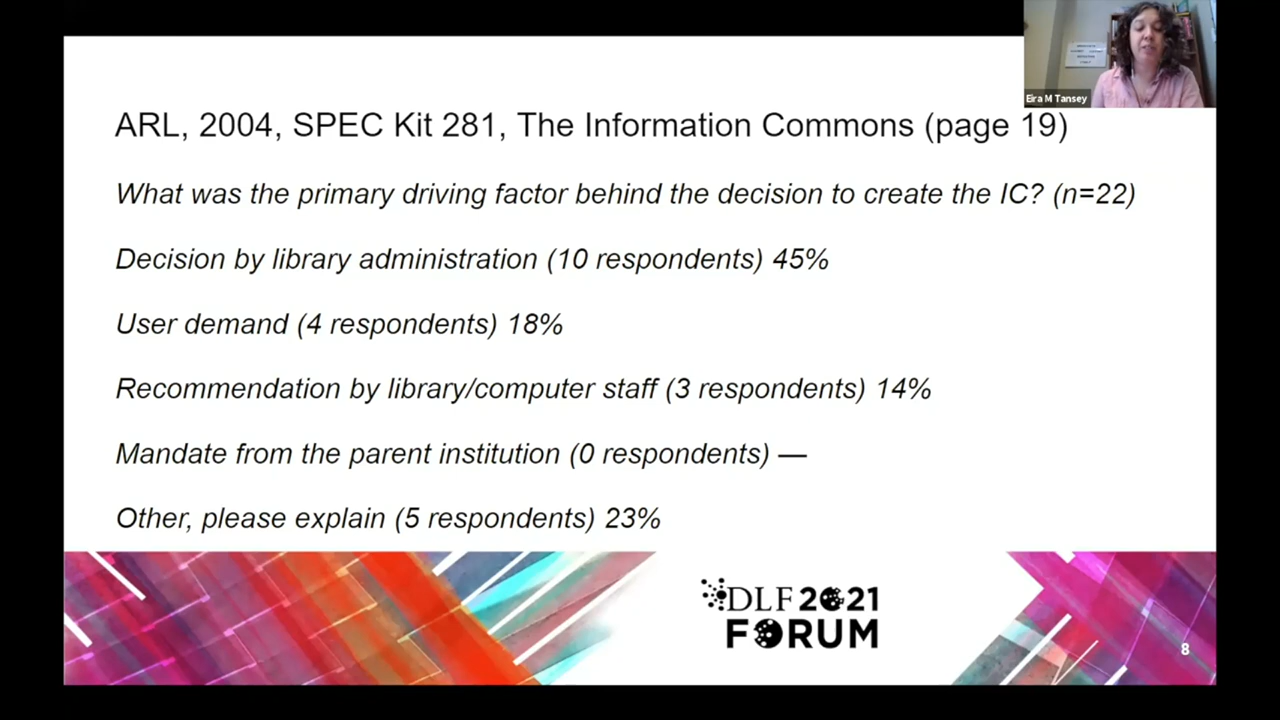 Eira M Tansey
ARL, 2004, SPEC Kit 281, The Information Commons (page 19)
What was the primary driving factor behind the decision to create the IC? (n=22)
Decision by library administration (10 respondents) 45%
User demand (4 respondents) 18%
Recommendation by library/computer staff (3 respondents) 14%
Mandate from the parent institution (0 respondents) —
Other, please explain (5 respondents) 23%
DLF 2021
FORUM
8